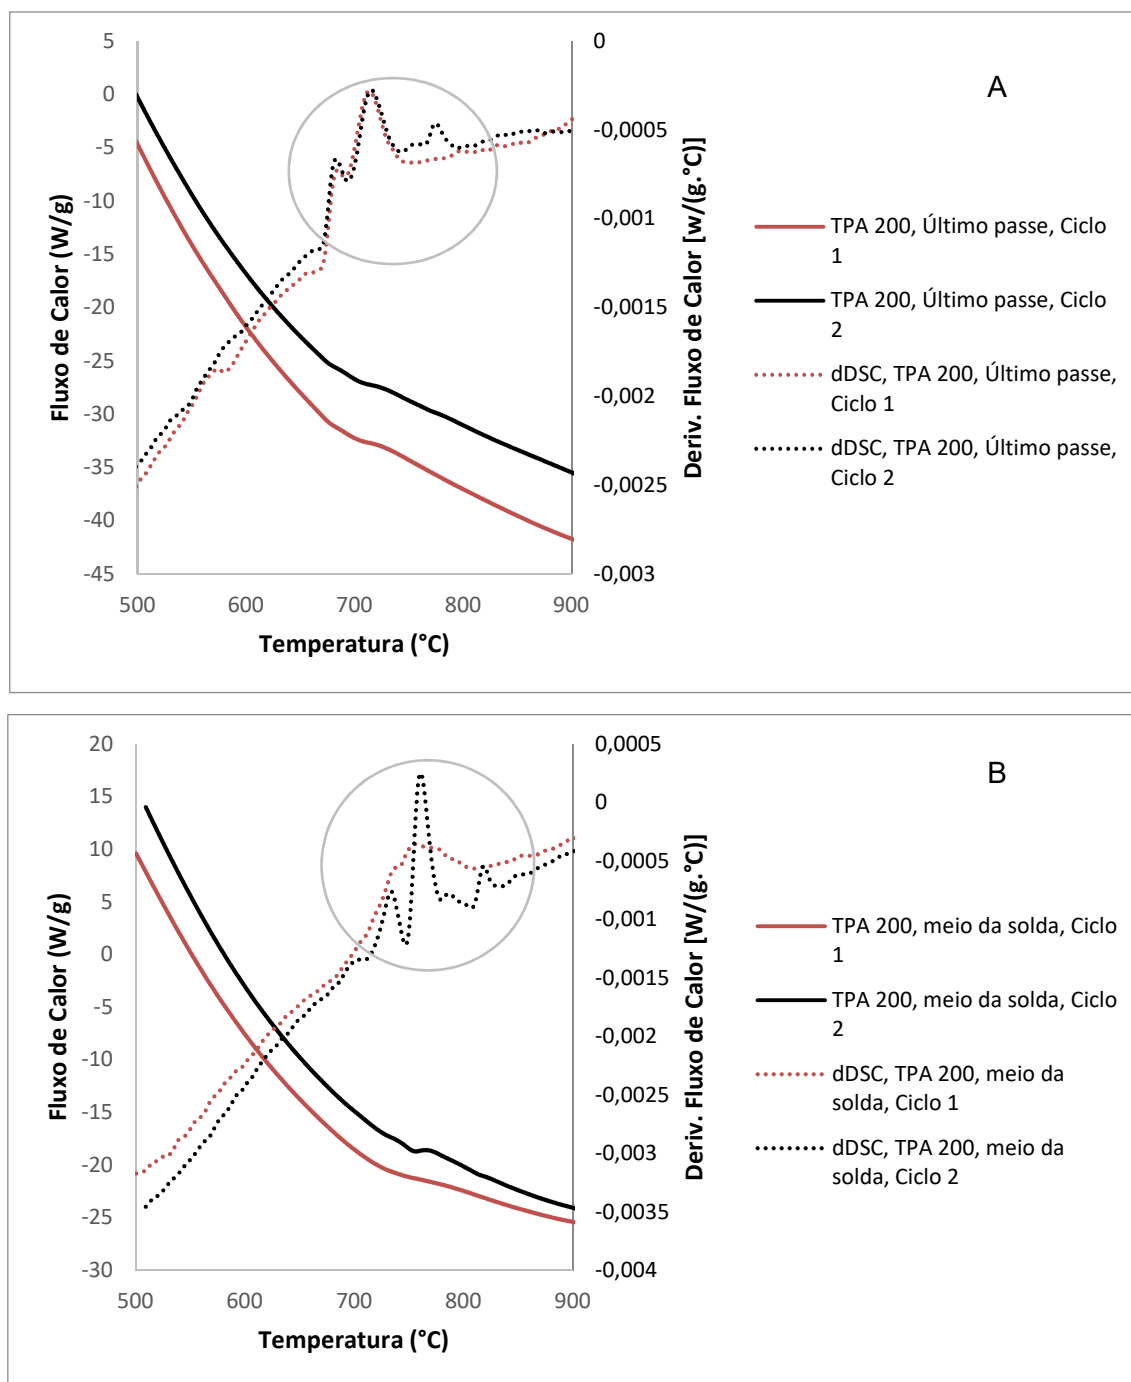 A
5
0
-5
-10
-15
-20
-25
-30
-35
-40
-45
Fluxo de Calor (W/g)
500 600 700 800 900
Temperatura (°C)
0
-0,0005
-0,001
-0,0015
-0,002
-0,0025
-0,003
Deriv. Fluxo de Calor [w/(g.°C)]
TPA 200, Último passe, Ciclo
1
TPA 200, Último passe, Ciclo
2
dDSC, TPA 200, Último passe,
Ciclo 1
dDSC, TPA 200, Último passe,
Ciclo 2
B
20
15
10
5
0
-5
-10
-15
-20
-25
-30
Fluxo de Calor (W/g)
500 600 700 800 900
Temperatura (°C)
0,0005
0
-0,0005
-0,001
-0,0015
-0,002
-0,0025
-0,003
-0,0035
-0,004
Deriv. Fluxo de Calor [W/(g.°C)]
TPA 200, meio da solda, Ciclo
1
TPA 200, meio da solda, Ciclo
2
dDSC, TPA 200, meio da
solda, Ciclo 1
dDSC, TPA 200, meio da
solda, Ciclo 2